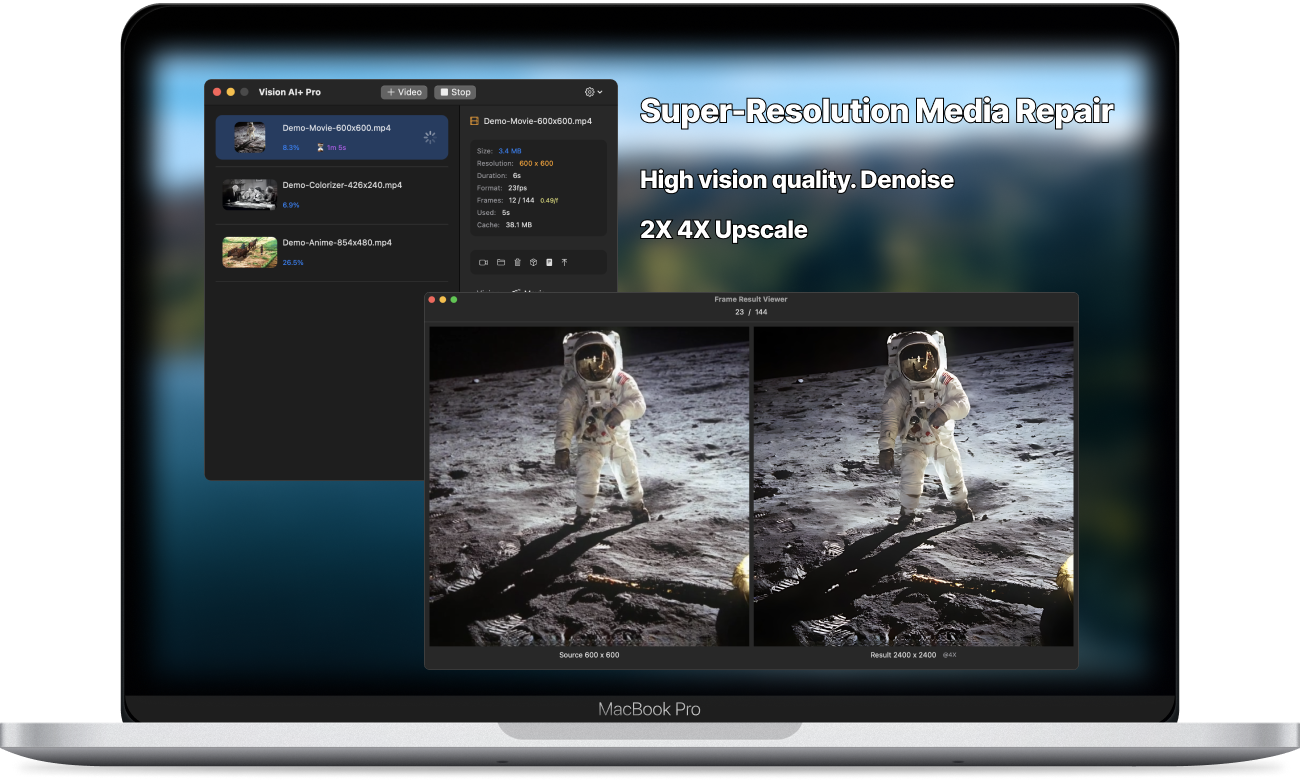 Vision AI+ Pro
+ Video
Stop
Demo-Movie-600x600.mp4
8.3%
1m 5s
Demo-Colorizer-426x240.mp4
6.9%
Demo-Anime-854x480.mp4
26.5%
Demo-Movie-600x600.mp4
Size: 3.4 MB
Resolution: 600 x 600
Duration: 6s
Format: 23fps
Frames: 12 / 144 0.49/f
Used: 5s
Cache: 38.1 MB
Super-Resolution Media Repair
High vision quality. Denoise
2X 4X Upscale
Frame Result Viewer
23 / 144
Source 600 x 600
Result 2400 x 2400 @4X
MacBook Pro